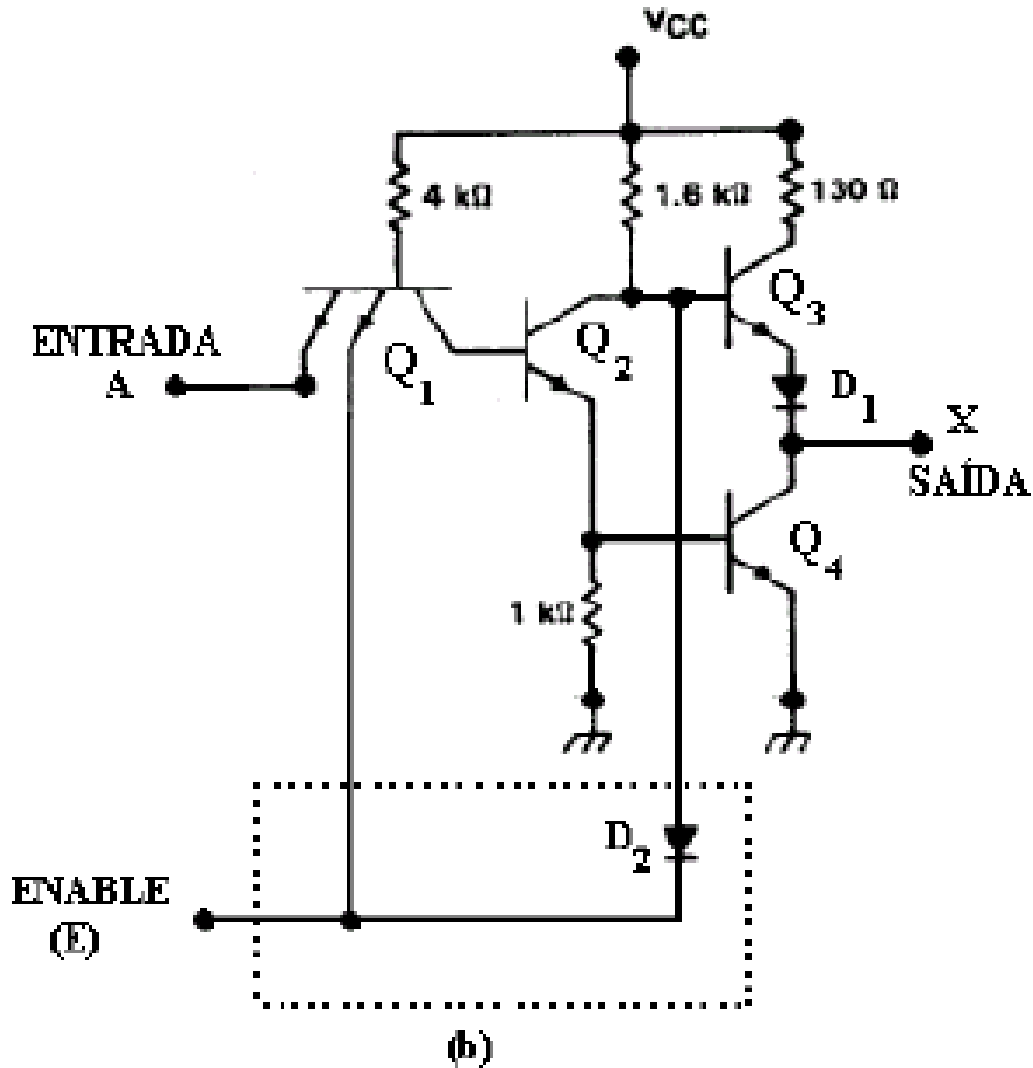 VCC
4 kΩ
1.6 kΩ
130 Ω
Q3
ENTRADA
A
Q1
Q2
D1
X
SAÍDA
Q4
1 kΩ
D2
ENABLE
(E)
(b)